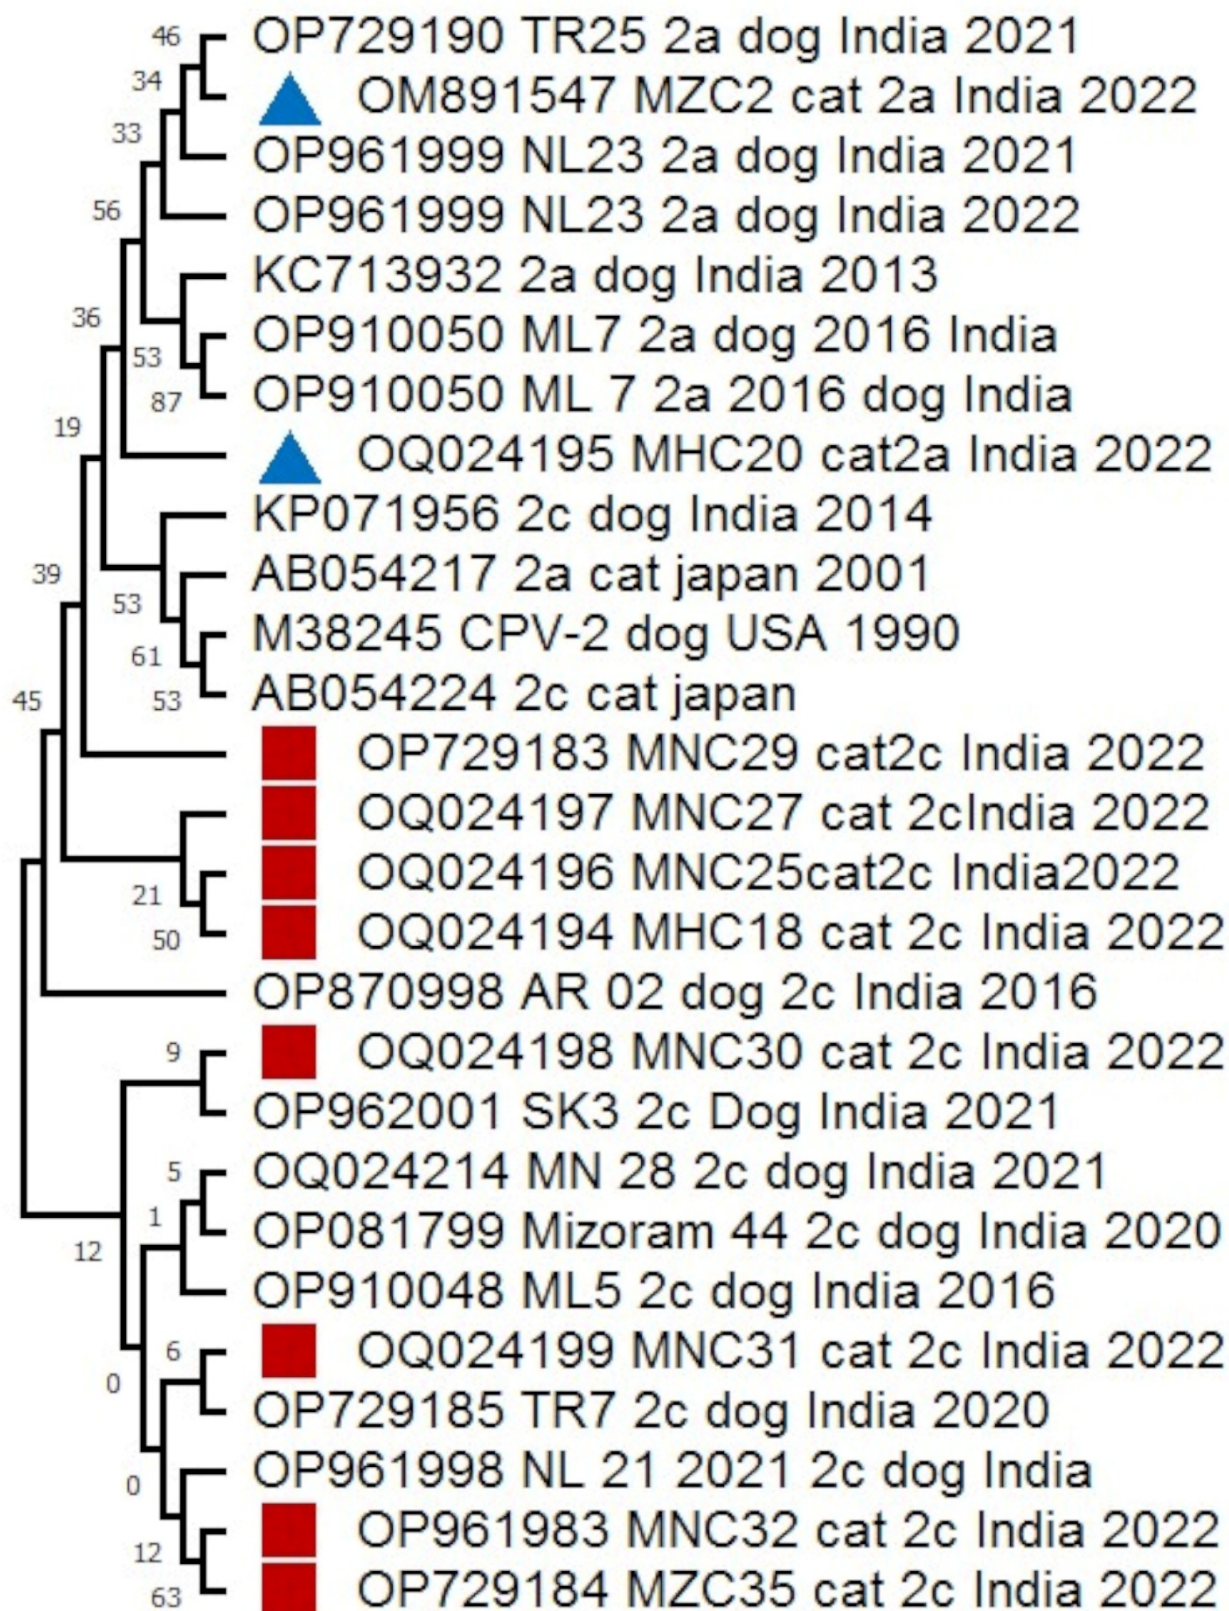 46
OP729190 TR25 2a dog India 2021
34
OM891547 MZC2 cat 2a India 2022
33
OP961999 NL23 2a dog India 2021
56
OP961999 NL23 2a dog India 2022
KC713932 2a dog India 2013
36
OP910050 ML7 2a dog 2016 India
53
87
OP910050 ML 7 2a 2016 dog India
19
OQ024195 MHC20 cat2a India 2022
KP071956 2c dog India 2014
39
AB054217 2a cat japan 2001
53
M38245 CPV-2 dog USA 1990
61
45
53
AB054224 2c cat japan
OP729183 MNC29 cat2c India 2022
OQ024197 MNC27 cat 2cIndia 2022
OQ024196 MNC25cat2c India2022
21
50
OQ024194 MHC18 cat 2c India 2022
OP870998 AR 02 dog 2c India 2016
9
OQ024198 MNC30 cat 2c India 2022
OP962001 SK3 2c Dog India 2021
5
OQ024214 MN 28 2c dog India 2021
1
OP081799 Mizoram 44 2c dog India 2020
12
OP910048 ML5 2c dog India 2016
6
OQ024199 MNC31 cat 2c India 2022
0
OP729185 TR7 2c dog India 2020
0
OP961998 NL 21 2021 2c dog India
OP961983 MNC32 cat 2c India 2022
12
63
OP729184 MZC35 cat 2c India 2022